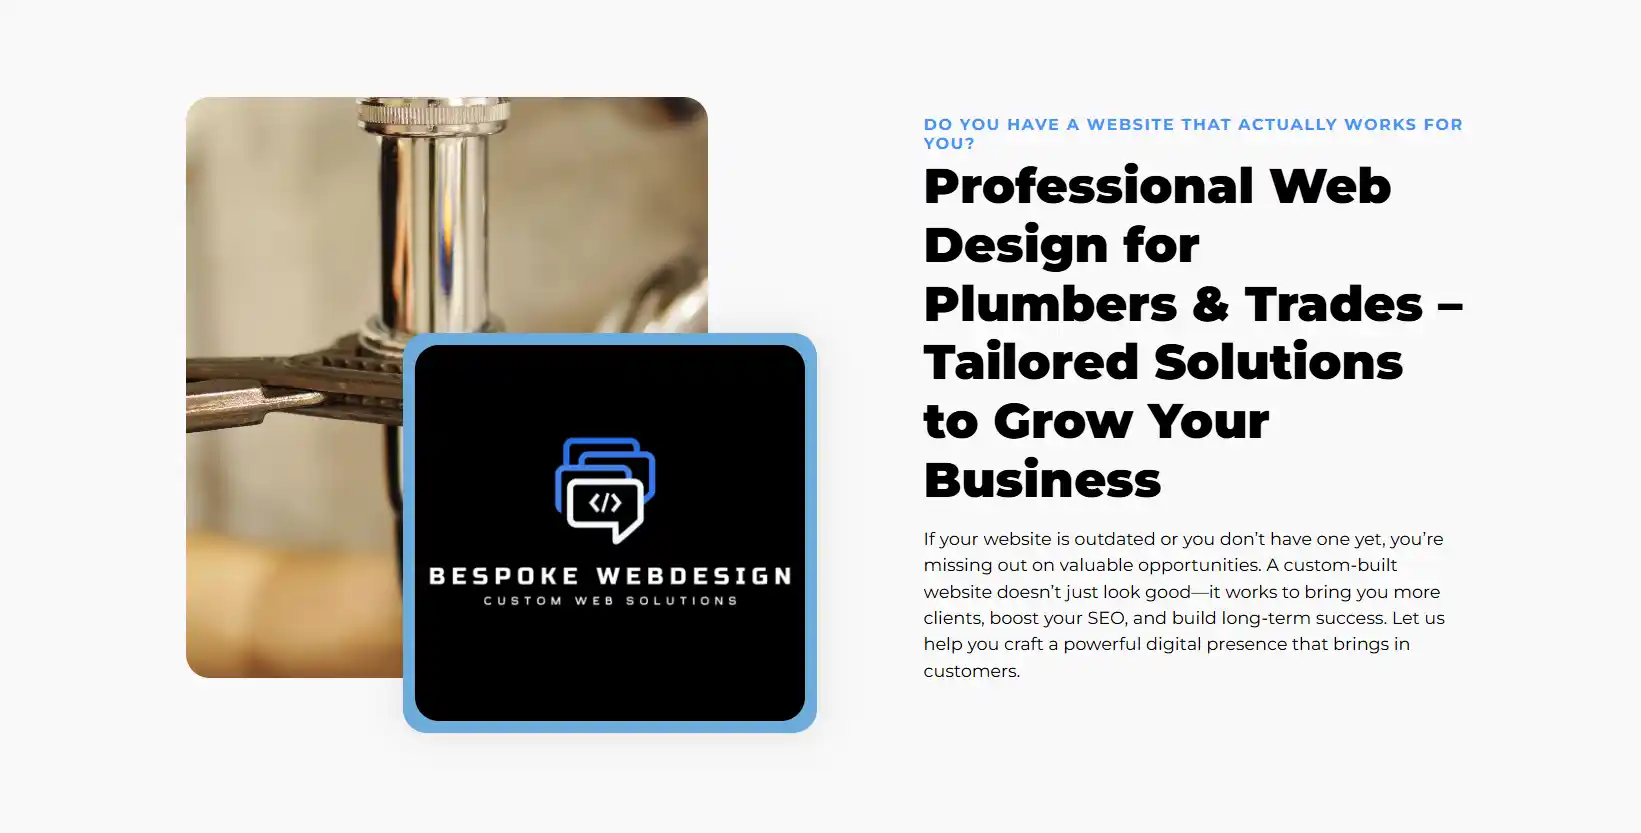 DO YOU HAVE A WEBSITE THAT ACTUALLY WORKS FOR
YOU?
Professional Web
Design for
Plumbers & Trades –
Tailored Solutions
to Grow Your
Business
If your website is outdated or you don’t have one yet, you’re
missing out on valuable opportunities. A custom-built
website doesn’t just look good—it works to bring you more
clients, boost your SEO, and build long-term success. Let us
help you craft a powerful digital presence that brings in
customers.
</>
BESPOKE WEBDESIGN
CUSTOM WEB SOLUTIONS